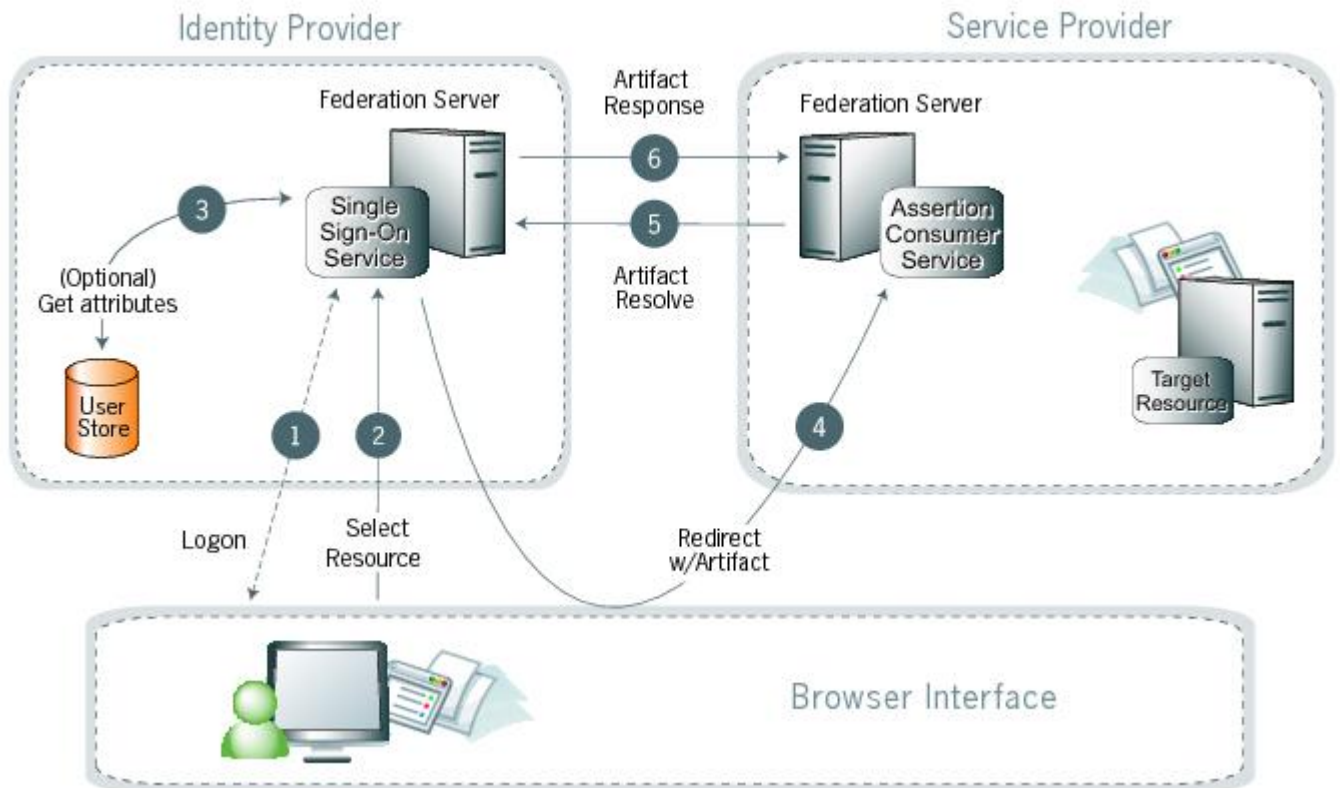 Identity Provider
Service Provider
Federation Server
Artifact
Response
Federation Server
6
3
Single
Sign-On
Service
5
Assertion
Consumer
Service
(Optional)
Get attributes
Artifact
Resolve
User
Store
1
2
4
Target
Resource
Logon
Select
Resource
Redirect
w/Artifact
Browser Interface